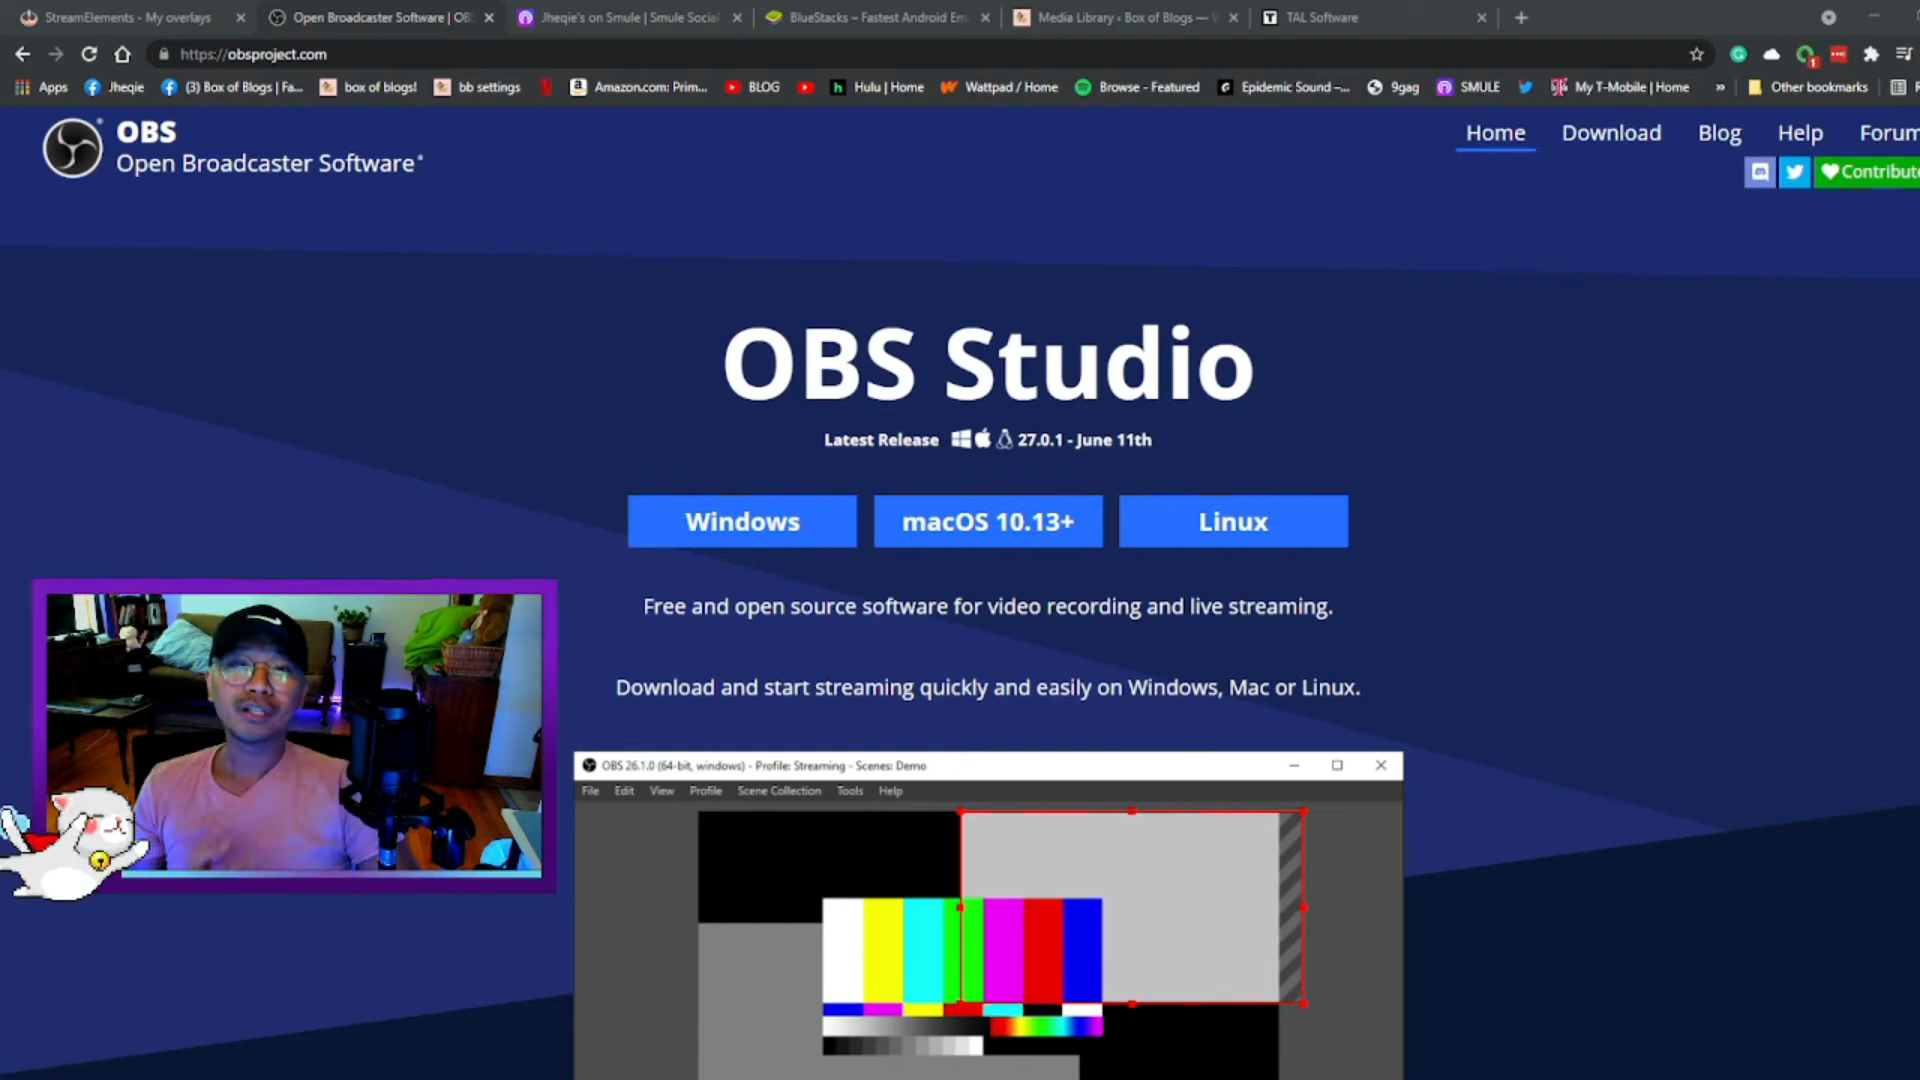 StreamElements - My overlays
Open Broadcaster Software | OBS
Jheqie's on Smule | Smule Social
BlueStacks – Fastest Android Em
Media Library ‹ Box of Blogs —
TAL Software
https://obsproject.com
1
Apps
Jheqie
(3) Box of Blogs | Fa...
box of blogs!
bb settings
Amazon.com: Prim...
BLOG
Hulu | Home
Wattpad / Home
Browse - Featured
Epidemic Sound –...
9gag
SMULE
My T-Mobile | Home
»
Other bookmarks
OBS
Open Broadcaster Software
Home
Download
Blog
Help
Forum
Contribute
OBS Studio
Latest Release 27.0.1 - June 11th
Windows
macOS 10.13+
Linux
Free and open source software for video recording and live streaming.
Download and start streaming quickly and easily on Windows, Mac or Linux.
OBS 26.1.0 (64-bit, windows) - Profile: Streaming - Scenes: Demo
File
Edit
View
Profile
Scene Collection
Tools
Help